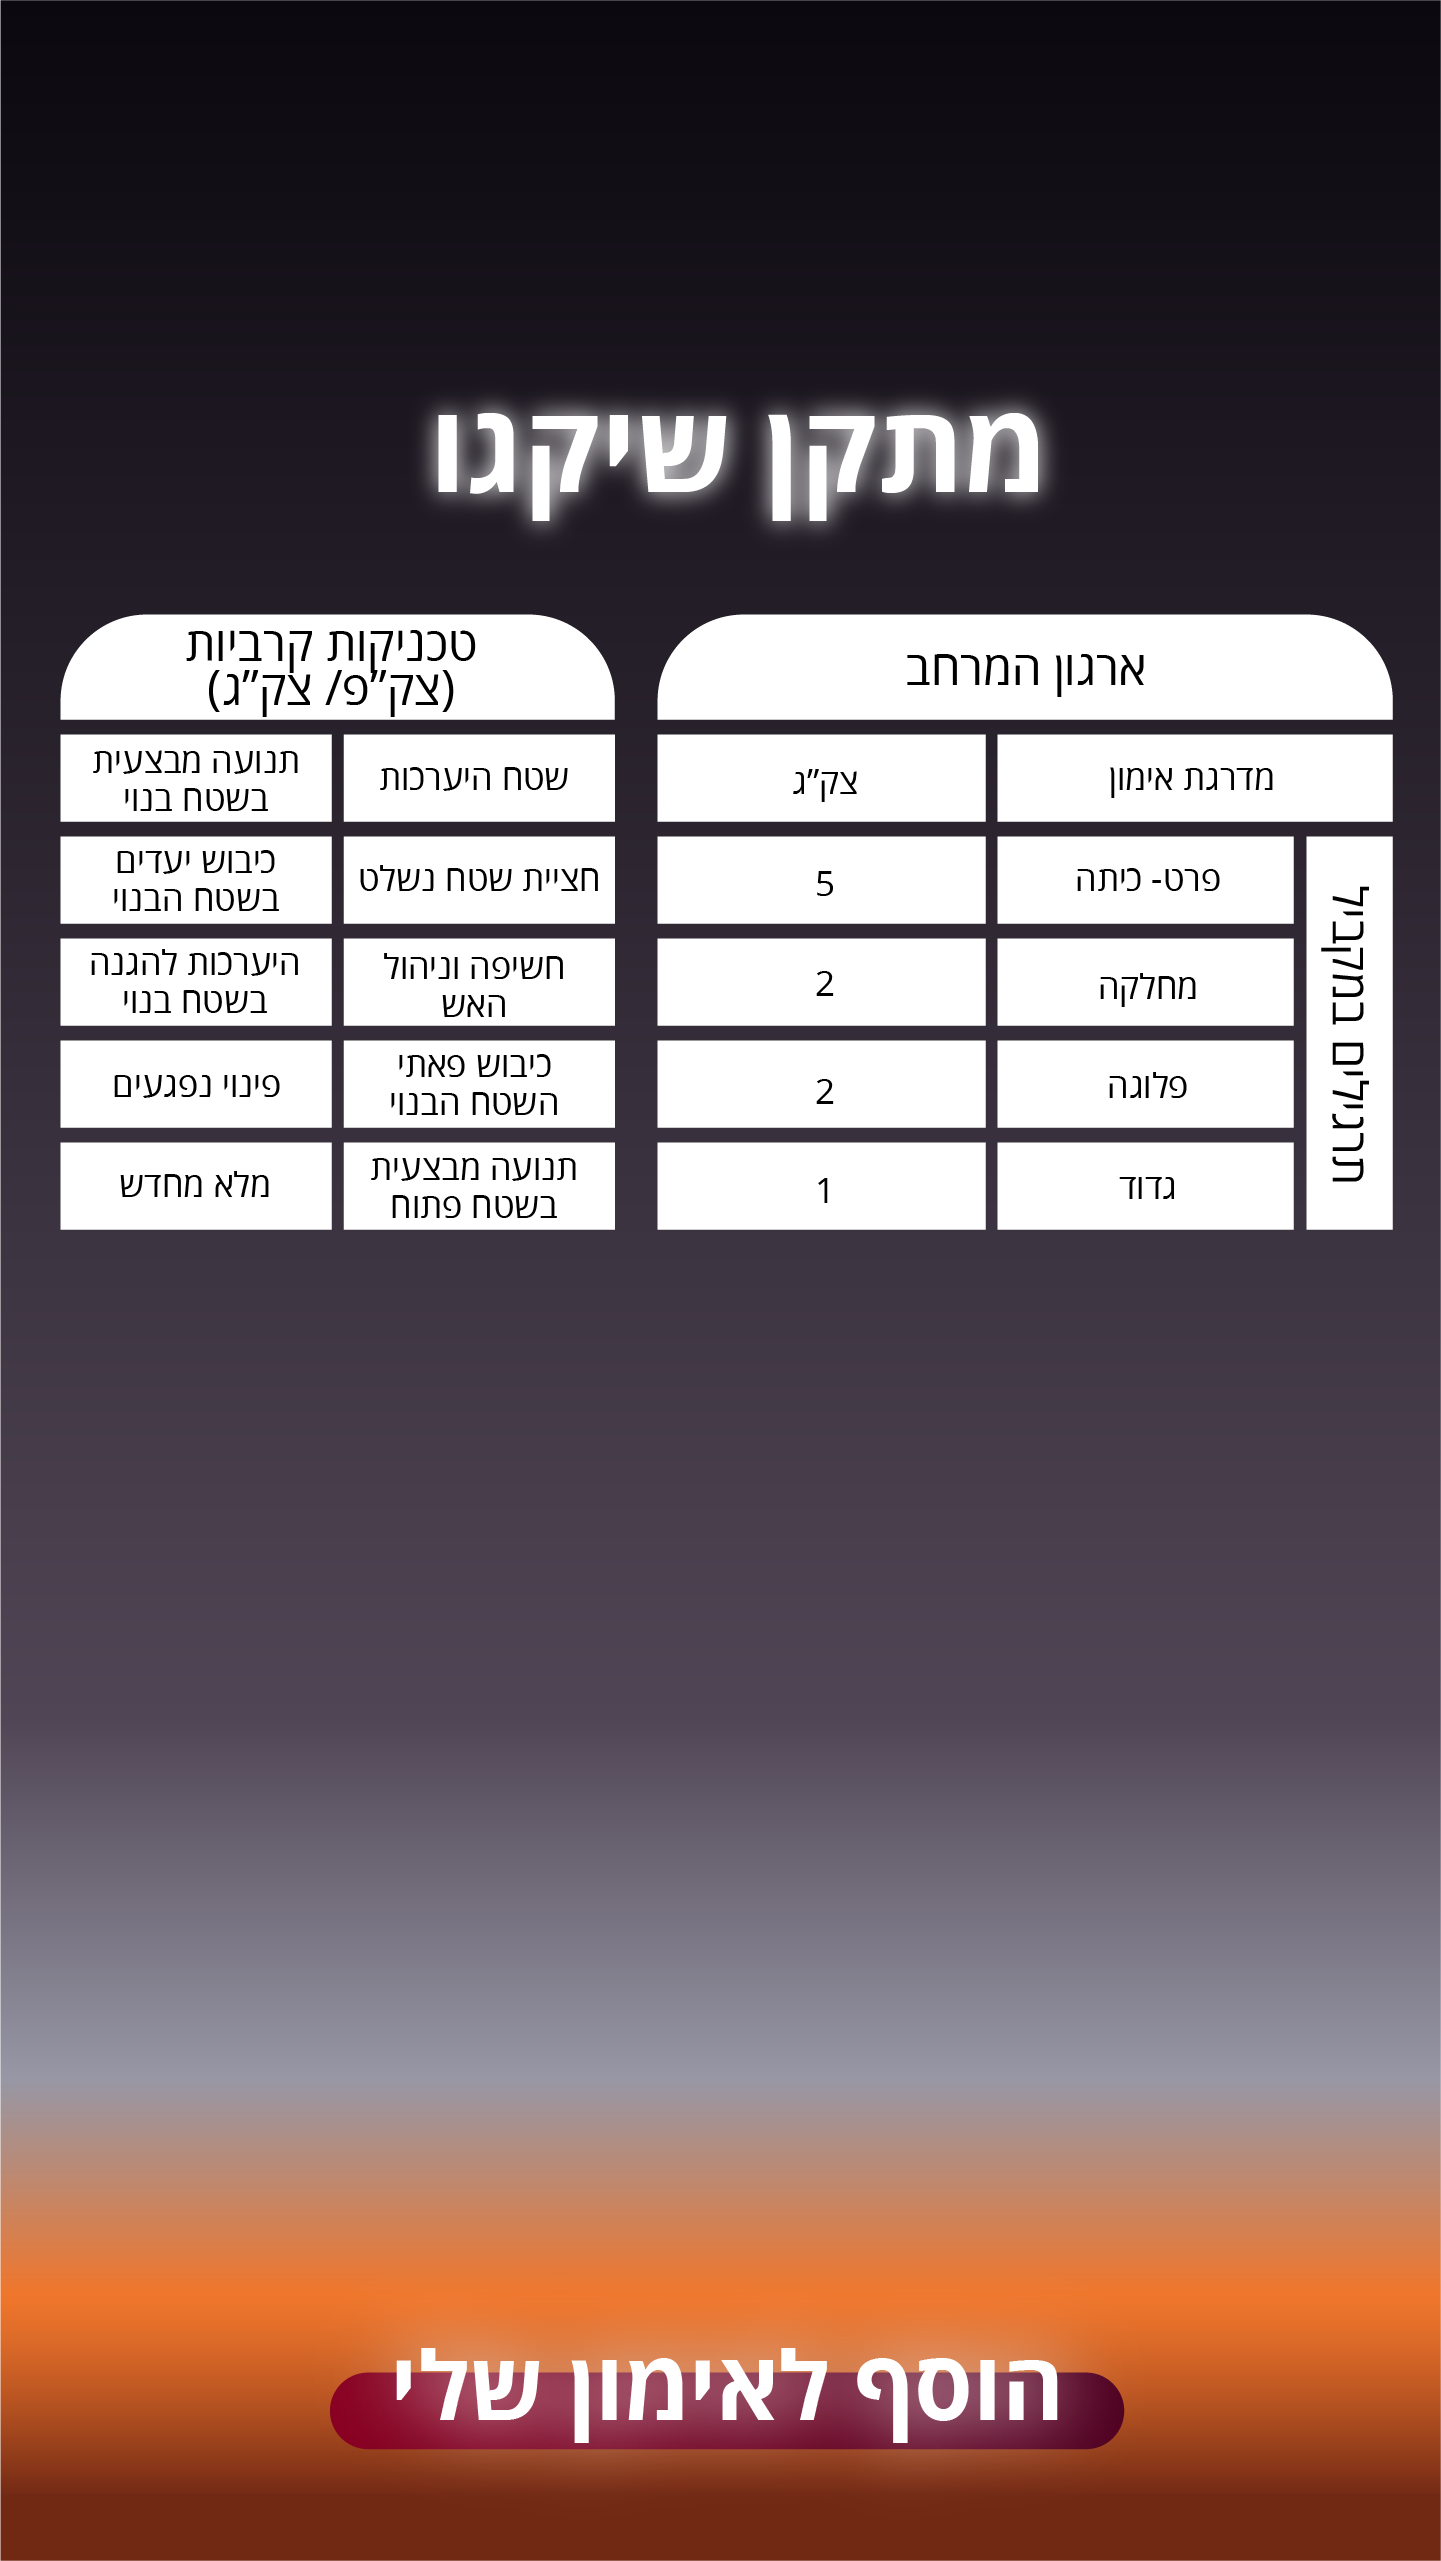 מתקן שיקגו
ארגון המרחב
מדרגת אימון
צק”ג
תרגילים במקביל
פרט- כיתה
5
מחלקה
2
פלוגה
2
גדוד
1
טכניקות קרביות
(צק”פ/ צק”ג)
שטח היערכות
תנועה מבצעית
בשטח בנוי
חציית שטח נשלט
כיבוש יעדים
בשטח הבנוי
חשיפה וניהול
האש
היערכות להגנה
בשטח בנוי
כיבוש פאתי
השטח הבנוי
פינוי נפגעים
תנועה מבצעית
בשטח פתוח
מלא מחדש
הוסף לאימון שלי